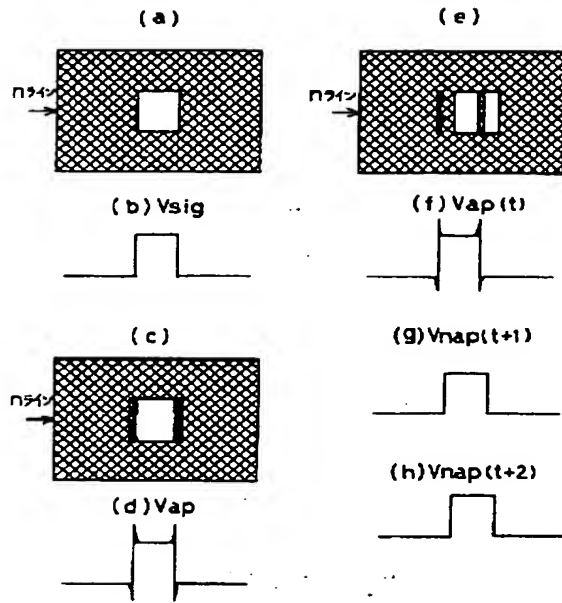 (a)
nライン
(b)Vsig
(c)
nライン
(d)Vap
(e)
nライン
(f)Vap(t)
(g)Vnap(t+1)
(h)Vnap(t+2)